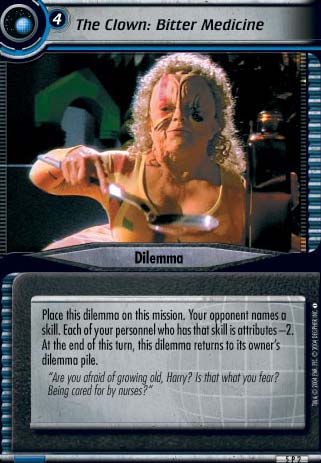 4
The Clown: Bitter Medicine
Dilemma
Place this dilemma on this mission. Your opponent names a
skill. Each of your personnel who has that skill is attributes –2.
At the end of this turn, this dilemma returns to its owner's
dilemma pile.
"Are you afraid of growing old, Harry? Is that what you fear?
Being cared for by nurses?"
5 P 2